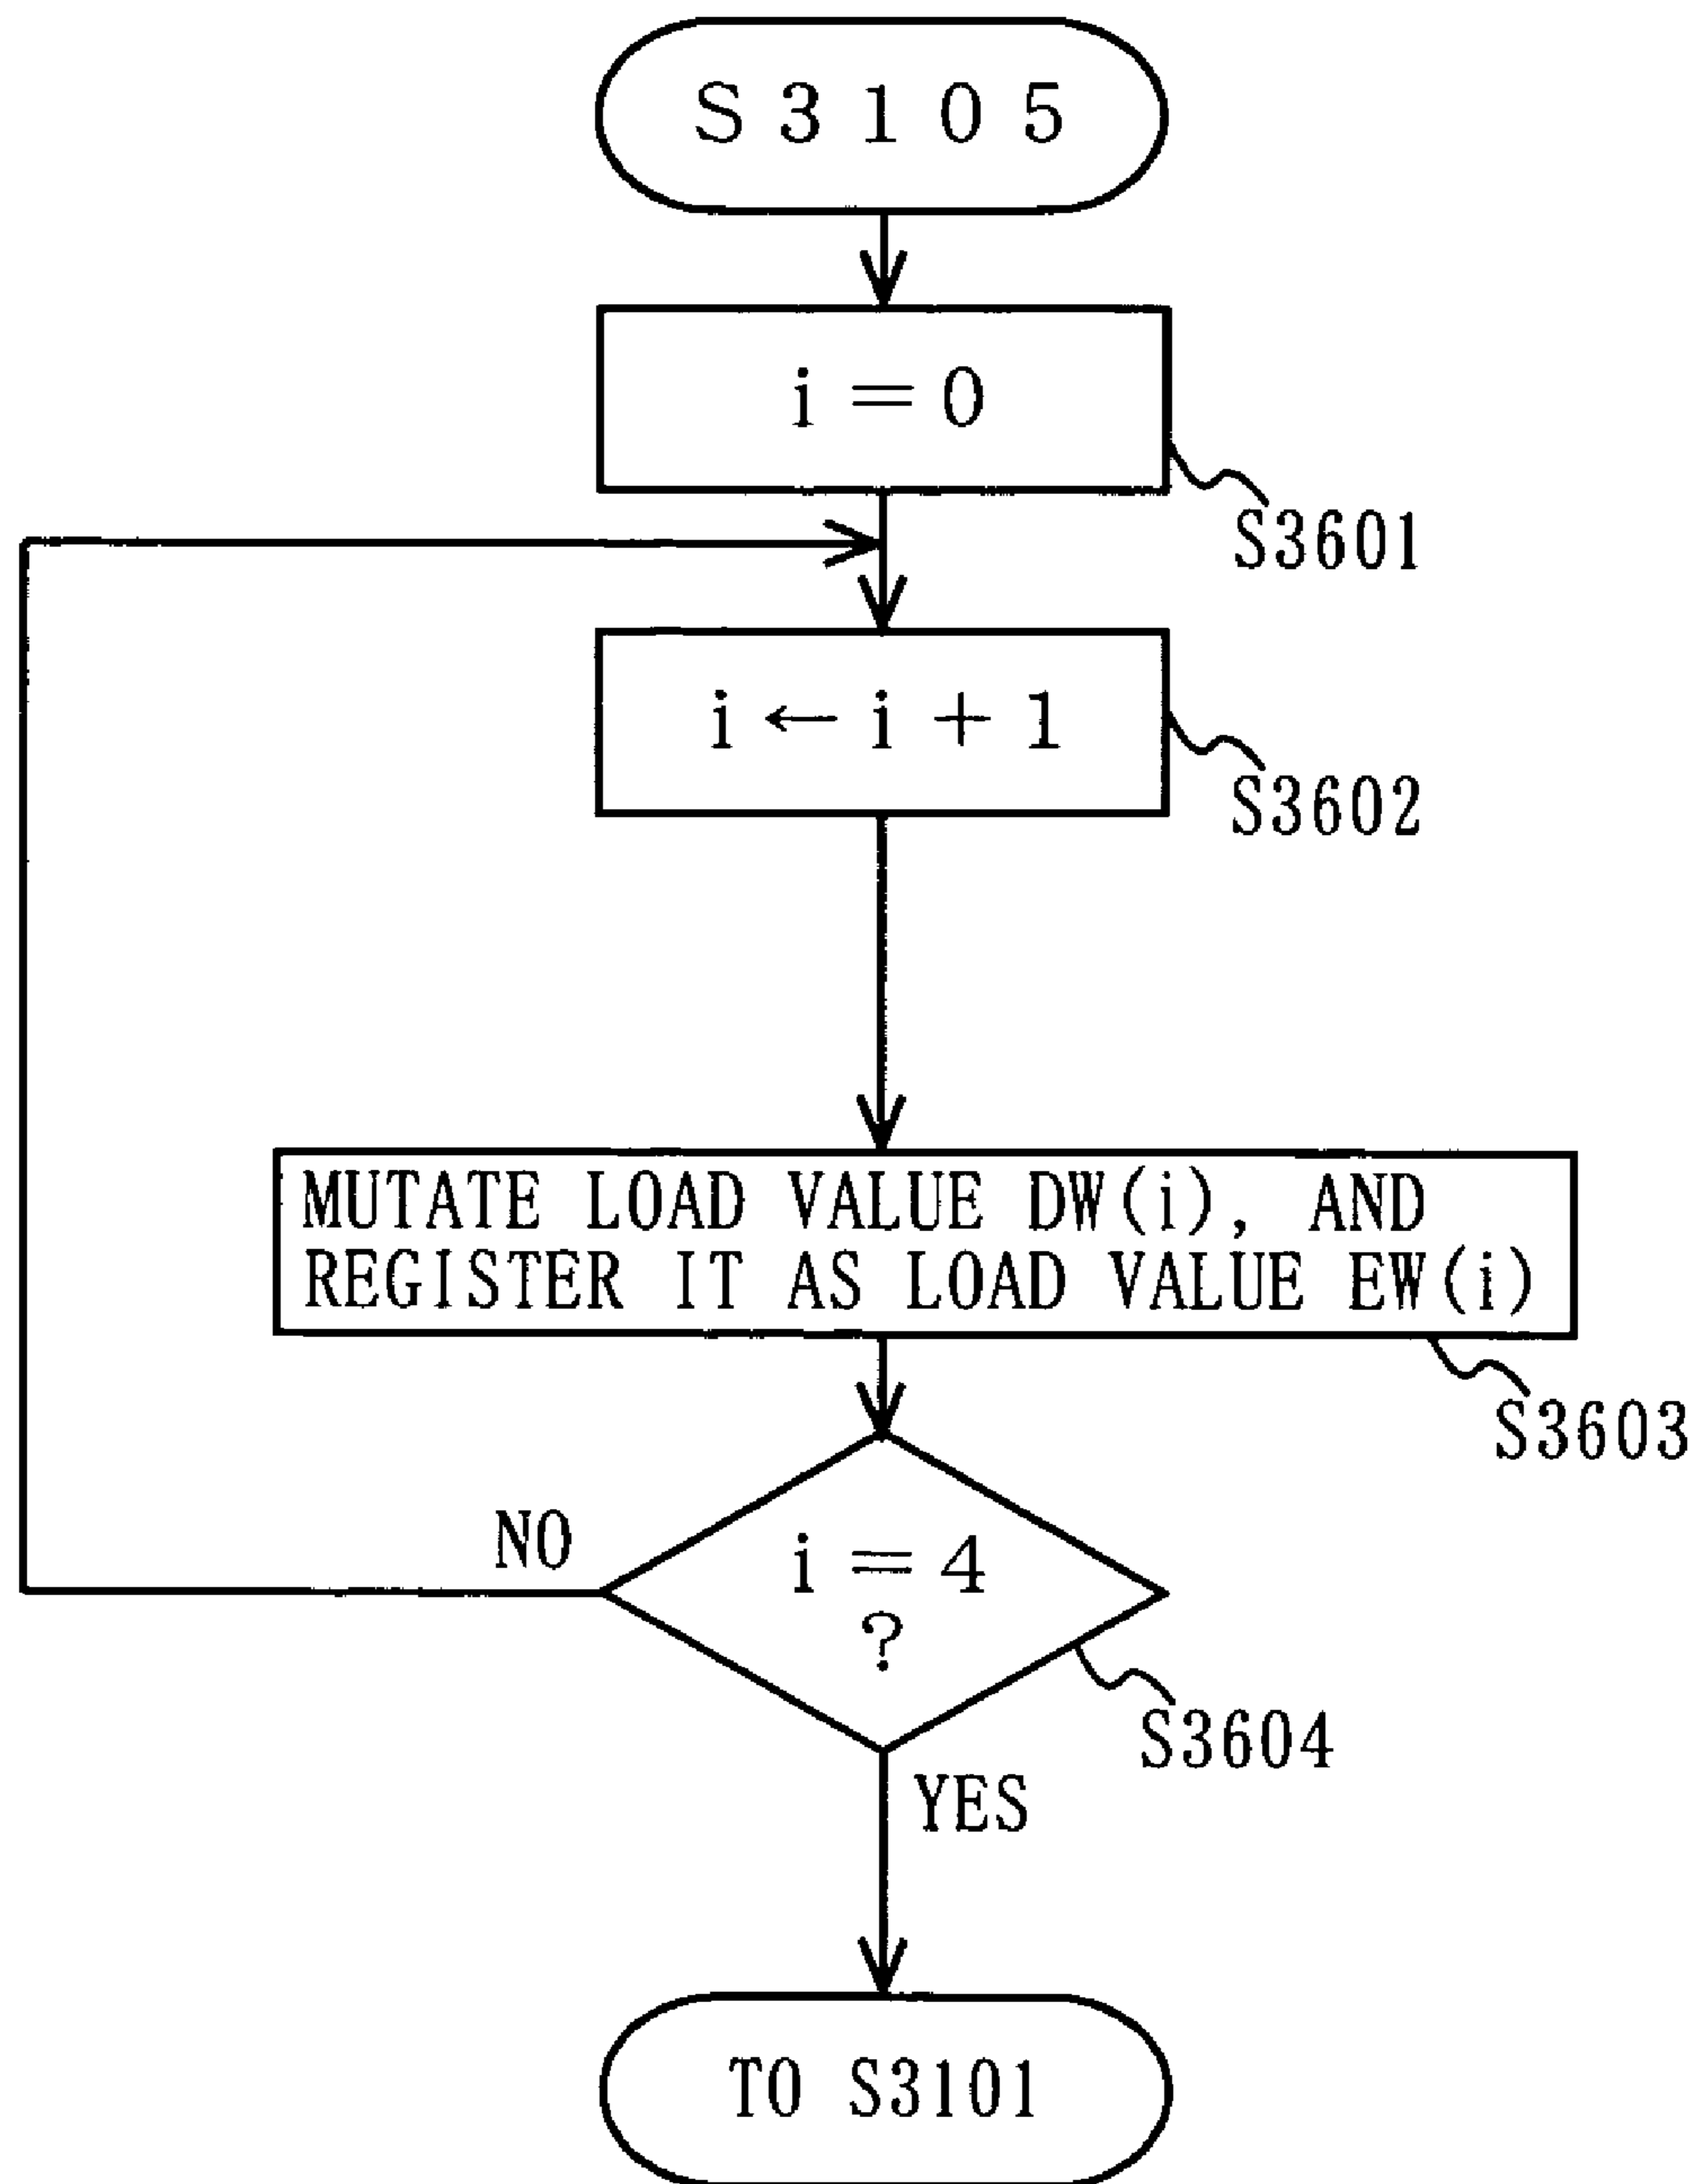 S3105
i=0
S3601
i←i+1
S3602
MUTATE LOAD VALUE DW(i), AND
REGISTER IT AS LOAD VALUE EW(i)
S3603
NO
i=4
?
S3604
YES
TO S3101